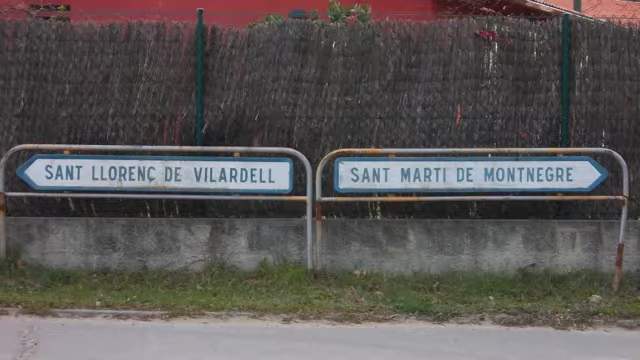 SANT LLORENÇ DE VILARDELL
SANT MARTI DE MONTNEGRE